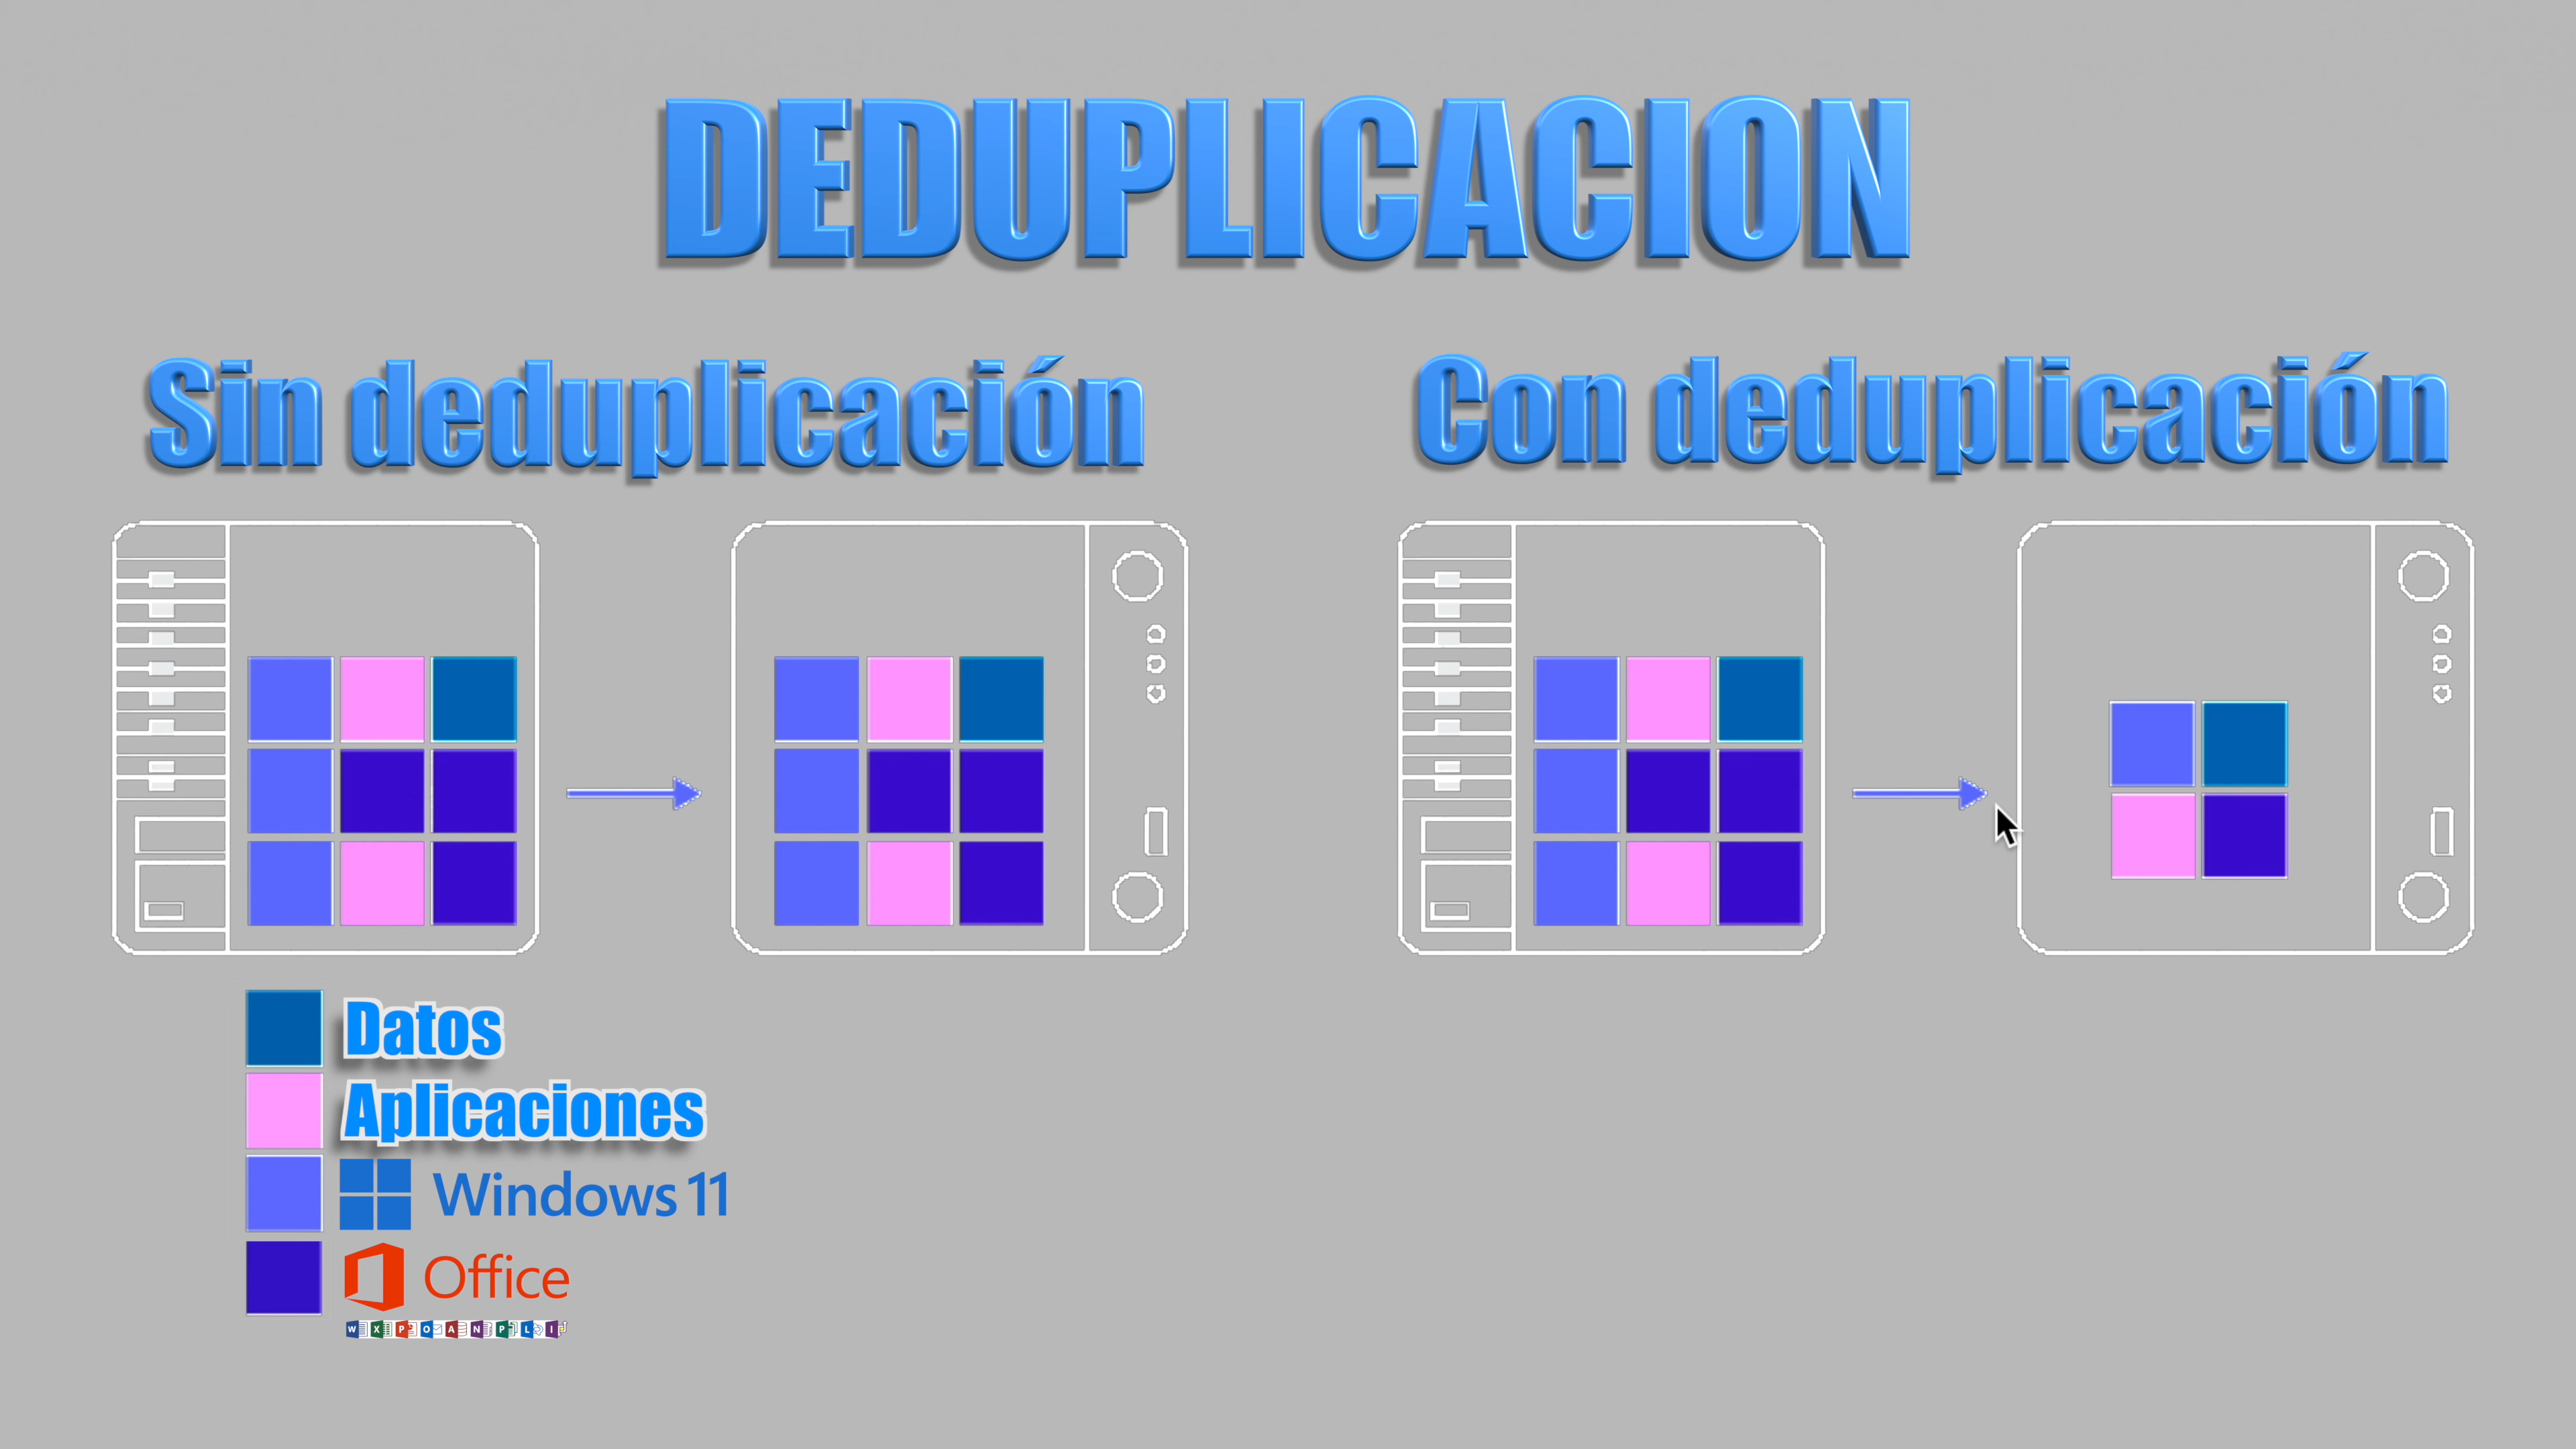 DEDUPLICACION
Sin deduplicación
Con deduplicación
Datos
Aplicaciones
Windows 11
Office
W X P O A N P L I